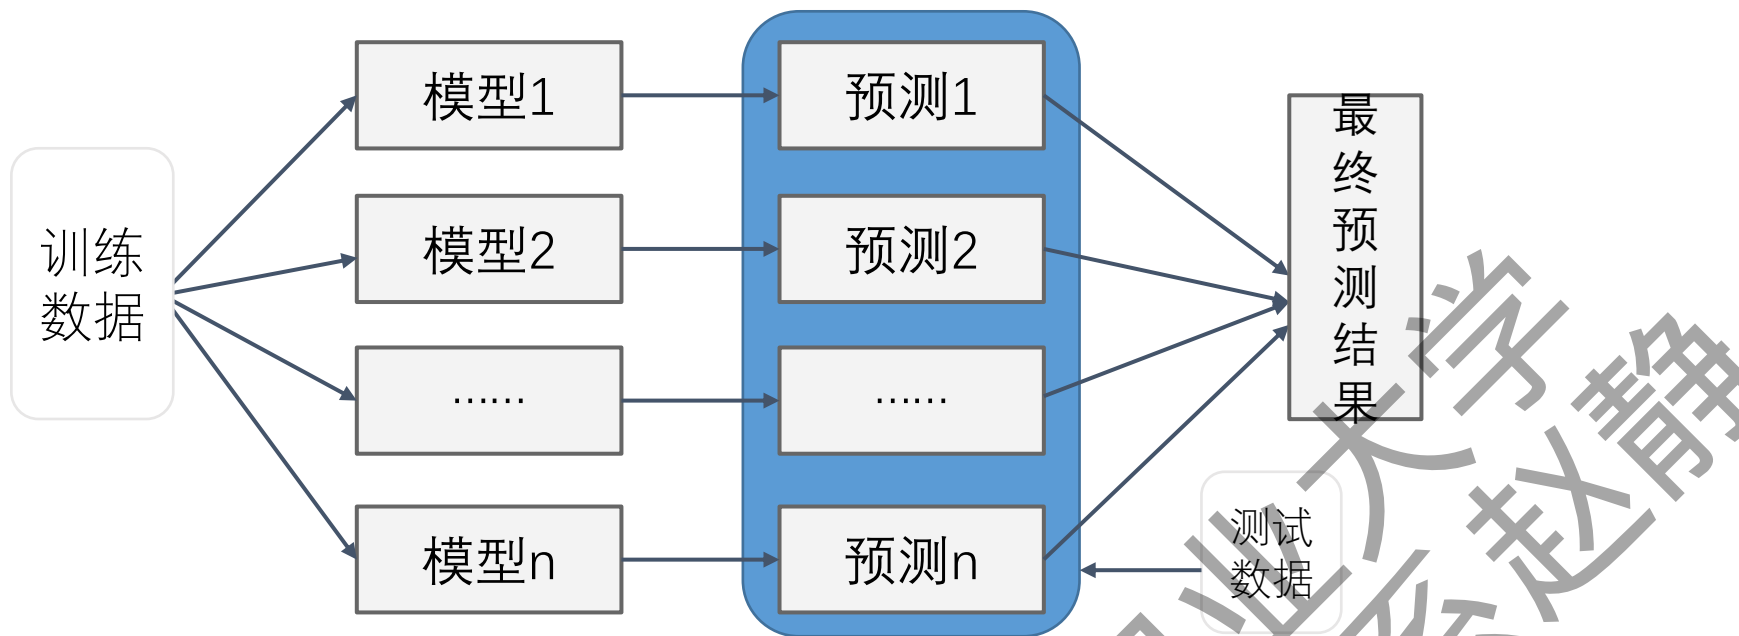 训练
数据
模型1
模型2
……
模型n
预测1
预测2
……
预测n
最
终
预
测
结
果
测试
数据
业大学
赵静